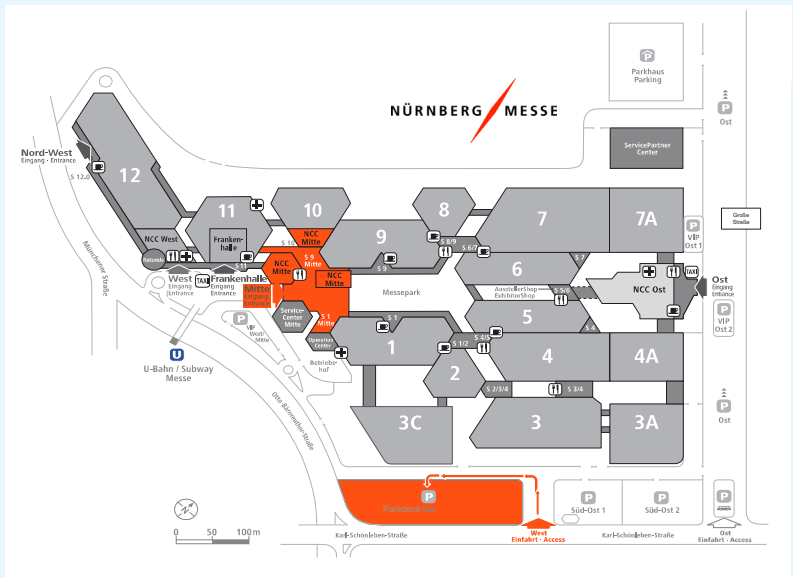 Parkhaus
Parking
NÜRNBERG MESSE
Ost
ServicePartner
Center
Nord-West
Eingang · Entrance
S 12.0
12
11
10
9
8
7
7A
Große
Straße
VIP
Ost 1
NCC West
Franken-
halle
NCC
Mitte
S 10
S 8/9
S 6/7
S 7
Rotunde
S 11
NCC
Mitte
S 9
Mitte
NCC
Mitte
S 9
6
West
Eingang
Entrance
TAXI
Frankenhalle
Eingang
Entrance
Mitte
Eingang
Entrance
Messepark
AusstellerShop
ExhibitorShop
S 5/6
NCC Ost
TAXI
Ost
Eingang
Entrance
Münchener Straße
Service-
Center
Mitte
S 1
Mitte
S 1
5
S 4
VIP
Ost 2
VIP
West/
Mitte
Operation
Center
1
S 1/2
S 4/5
4
4A
U
U-Bahn / Subway
Messe
Betriebs-
hof
2
S 2/3/4
S 3/4
Otto-Bärnreuther-Straße
3C
3
3A
Ost
P
Parkdeck
Süd-Ost 1
Süd-Ost 2
0 50 100m
Karl-Schönleben-Straße
West
Einfahrt · Access
Karl-Schönleben-Straße
Ost
Einfahrt · Access